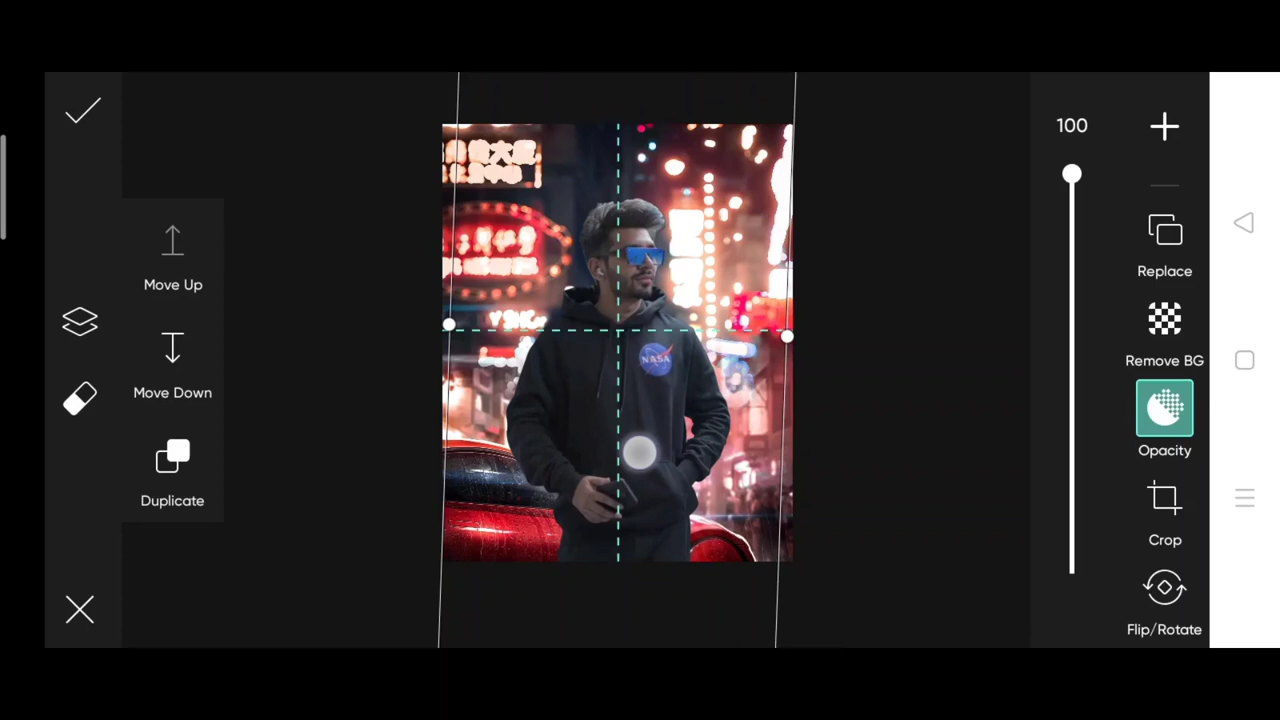 100
Replace
Remove BG
Opacity
Crop
Flip/Rotate
Move Up
Move Down
Duplicate
NASA